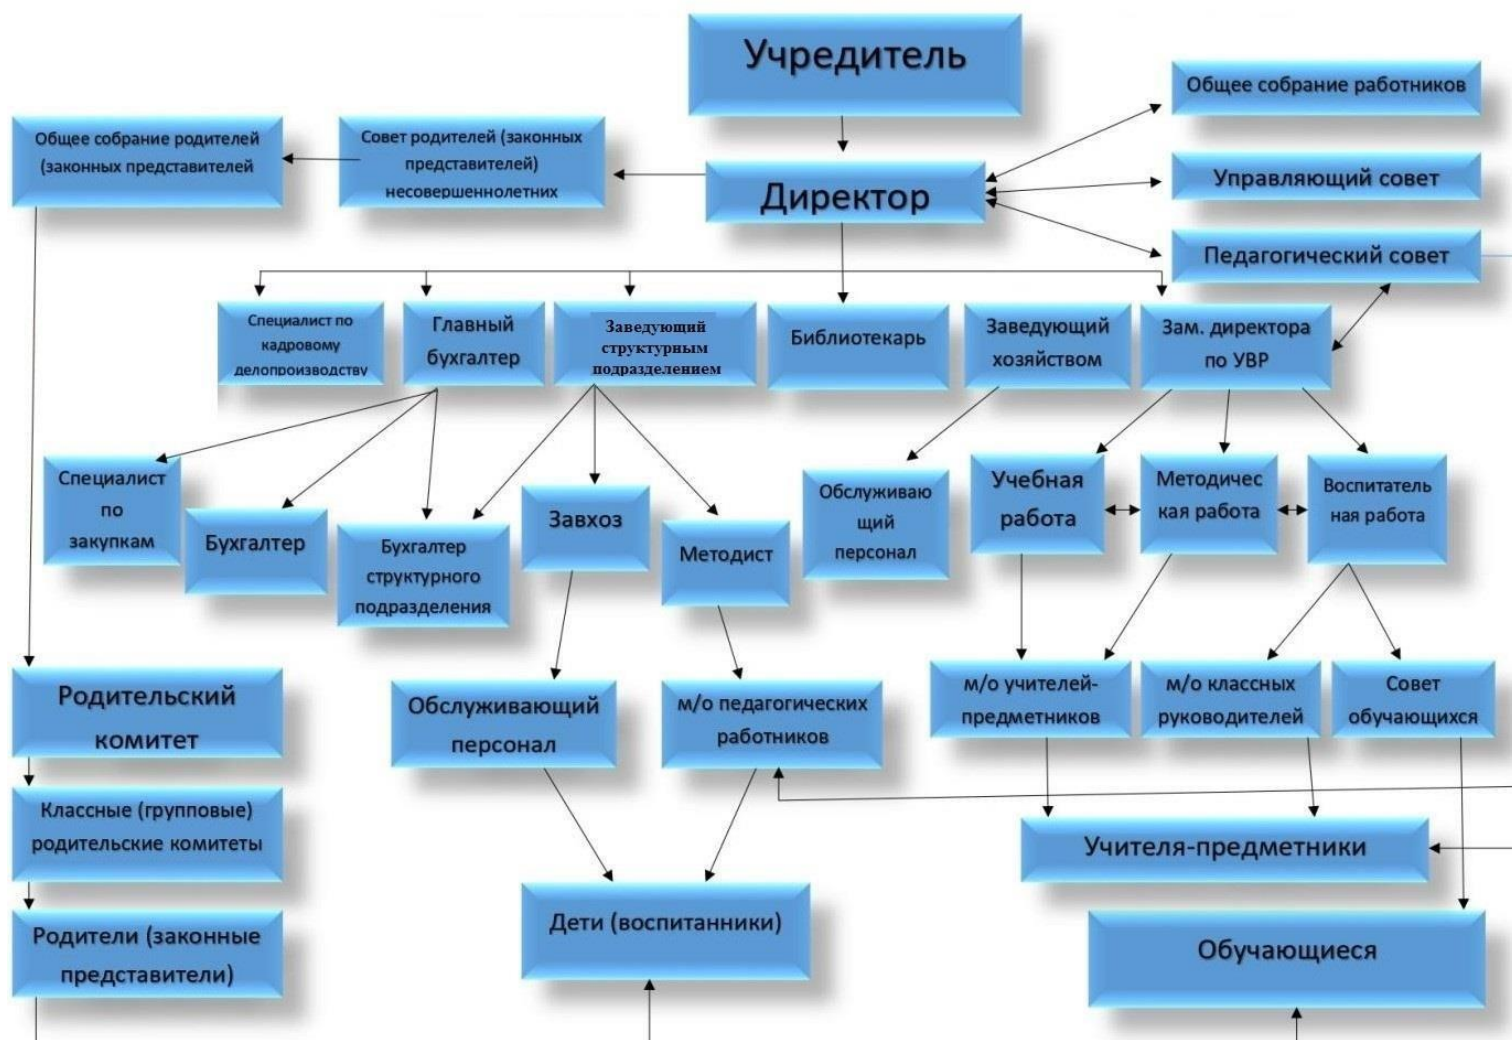 Учредитель
Общее собрание работников
Общее собрание родителей
(законных представителей
Совет родителей (законных
представителей)
несовершеннолетних
Директор
Управляющий совет
Педагогический совет
Специалист по
кадровому
делопроизводству
Главный
бухгалтер
Заведующий
структурным
подразделением
Библиотекарь
Заведующий
хозяйством
Зам. директора
по УВР
Специалист
по
закупкам
Бухгалтер
Бухгалтер
структурного
подразделения
Завхоз
Методист
Обслуживаю
щий
персонал
Учебная
работа
Методичес
кая работа
Воспитатель
ная работа
Родительский
комитет
Обслуживающий
персонал
м/о педагогических
работников
м/о учителей-
предметников
м/о классных
руководителей
Совет
обучающихся
Классные (групповые)
родительские комитеты
Учителя-предметники
Родители (законные
представители)
Дети (воспитанники)
Обучающиеся